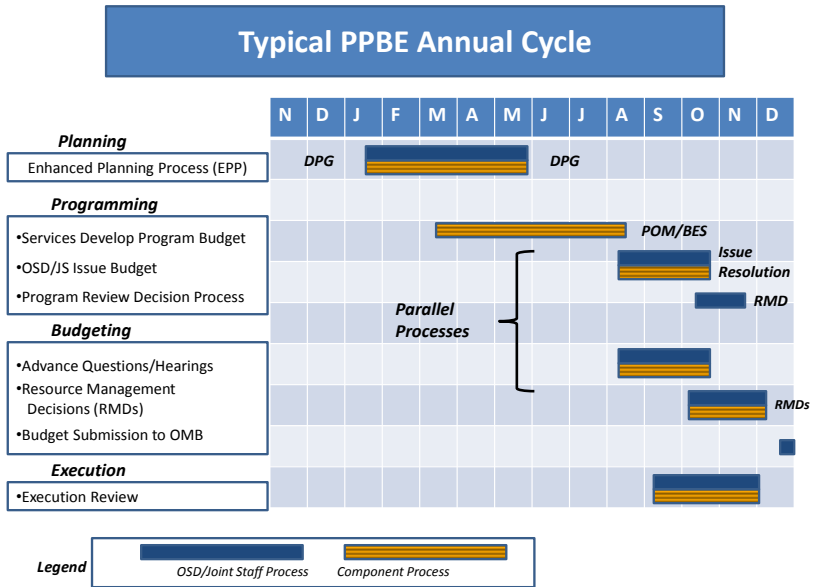 Typical PPBE Annual Cycle
N D J F M A M J J A S O N D
Planning
Enhanced Planning Process (EPP)
DPG
DPG
Programming
•Services Develop Program Budget
•OSD/JS Issue Budget
•Program Review Decision Process
POM/BES
Issue
Resolution
RMD
Parallel
Processes
Budgeting
•Advance Questions/Hearings
•Resource Management
Decisions (RMDs)
•Budget Submission to OMB
RMDs
Execution
•Execution Review
Legend
OSD/Joint Staff Process
Component Process